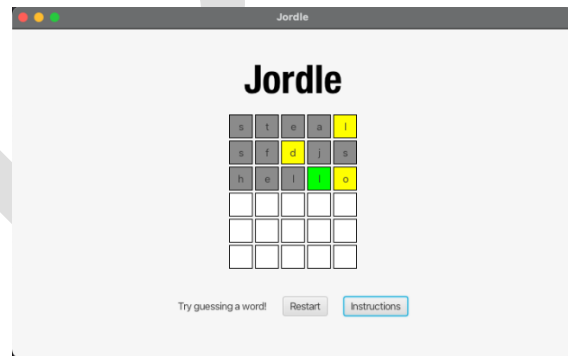 Jordle
Jordle
s t e a l
s f d j s
h e l l o
Try guessing a word! Restart Instructions